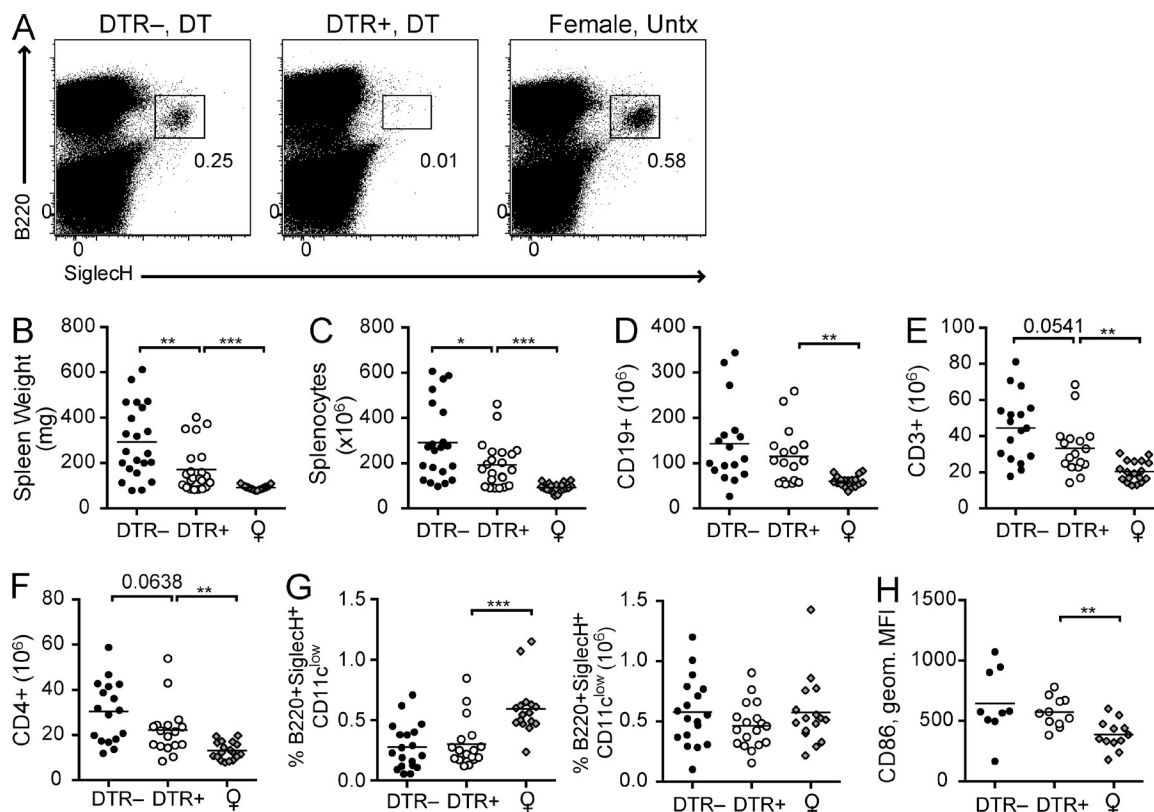 A
DTR–, DT
DTR+, DT
Female, Untx
B220
0
0.25
0
0
0.01
0
0
0.58
0
SiglecH
B
Spleen Weight
(mg)
800
600
400
200
0
**
***
DTR– DTR+ ♀
C
Splenocytes
(x10⁶)
800
600
400
200
0
*
***
DTR– DTR+ ♀
D
CD19+ (10⁶)
400
300
200
100
0
**
DTR– DTR+ ♀
E
CD3+ (10⁶)
100
80
60
40
20
0
0.0541
**
DTR– DTR+ ♀
F
CD4+ (10⁶)
80
60
40
20
0
0.0638
**
DTR– DTR+ ♀
G
% B220+SiglecH⁺
CD11c^low
1.5
1.0
0.5
0.0
***
DTR– DTR+ ♀
% B220+SiglecH⁺
CD11c^low (10⁶)
1.5
1.0
0.5
0.0
DTR– DTR+ ♀
H
CD86, geom. MFI
1500
1000
500
0
**
DTR– DTR+ ♀